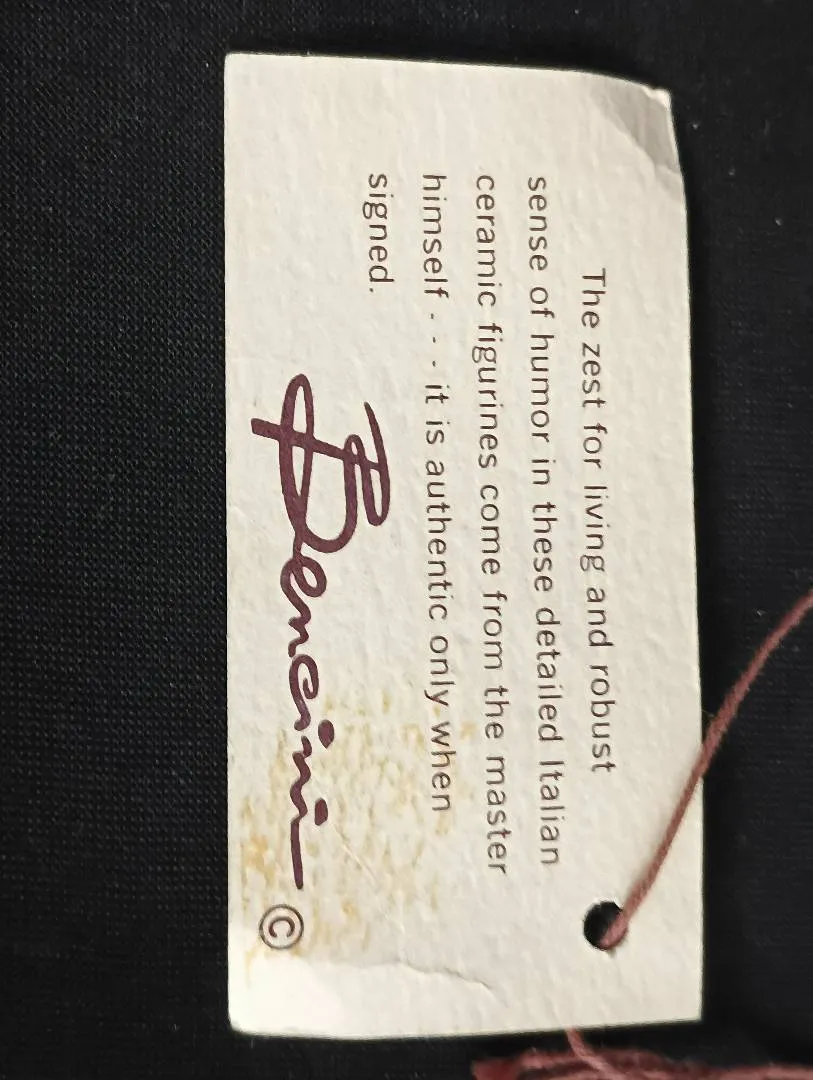 The zest for living and robust
sense of humor in these detailed Italian
ceramic figurines come from the master
himself - - - it is authentic only when
signed.
Bencini ©